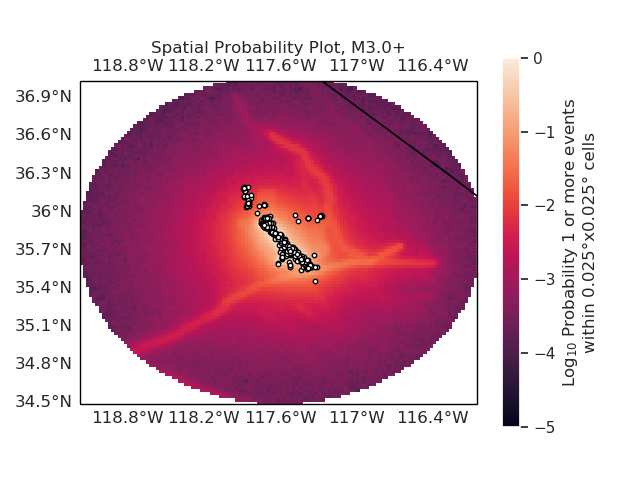 Spatial Probability Plot, M3.0+
118.8°W 118.2°W 117.6°W 117°W 116.4°W
36.9°N
36.6°N
36.3°N
36°N
35.7°N
35.4°N
35.1°N
34.8°N
34.5°N
118.8°W 118.2°W 117.6°W 117°W 116.4°W
0
−1
−2
−3
−4
−5
Log₁₀ Probability 1 or more events
within 0.025°x0.025° cells